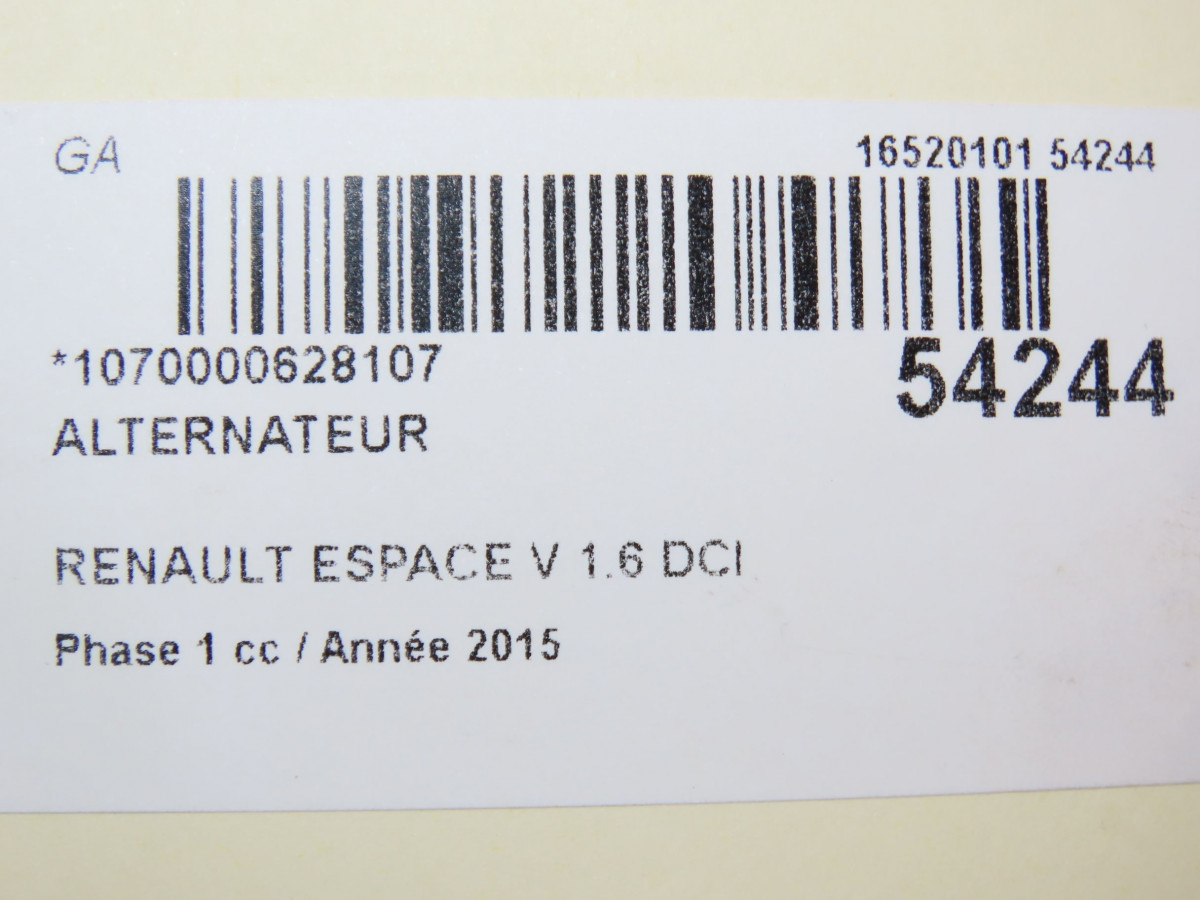 GA 16520101 54244
*1070000628107 54244
ALTERNATEUR
RENAULT ESPACE V 1.6 DCI
Phase 1 cc / Année 2015